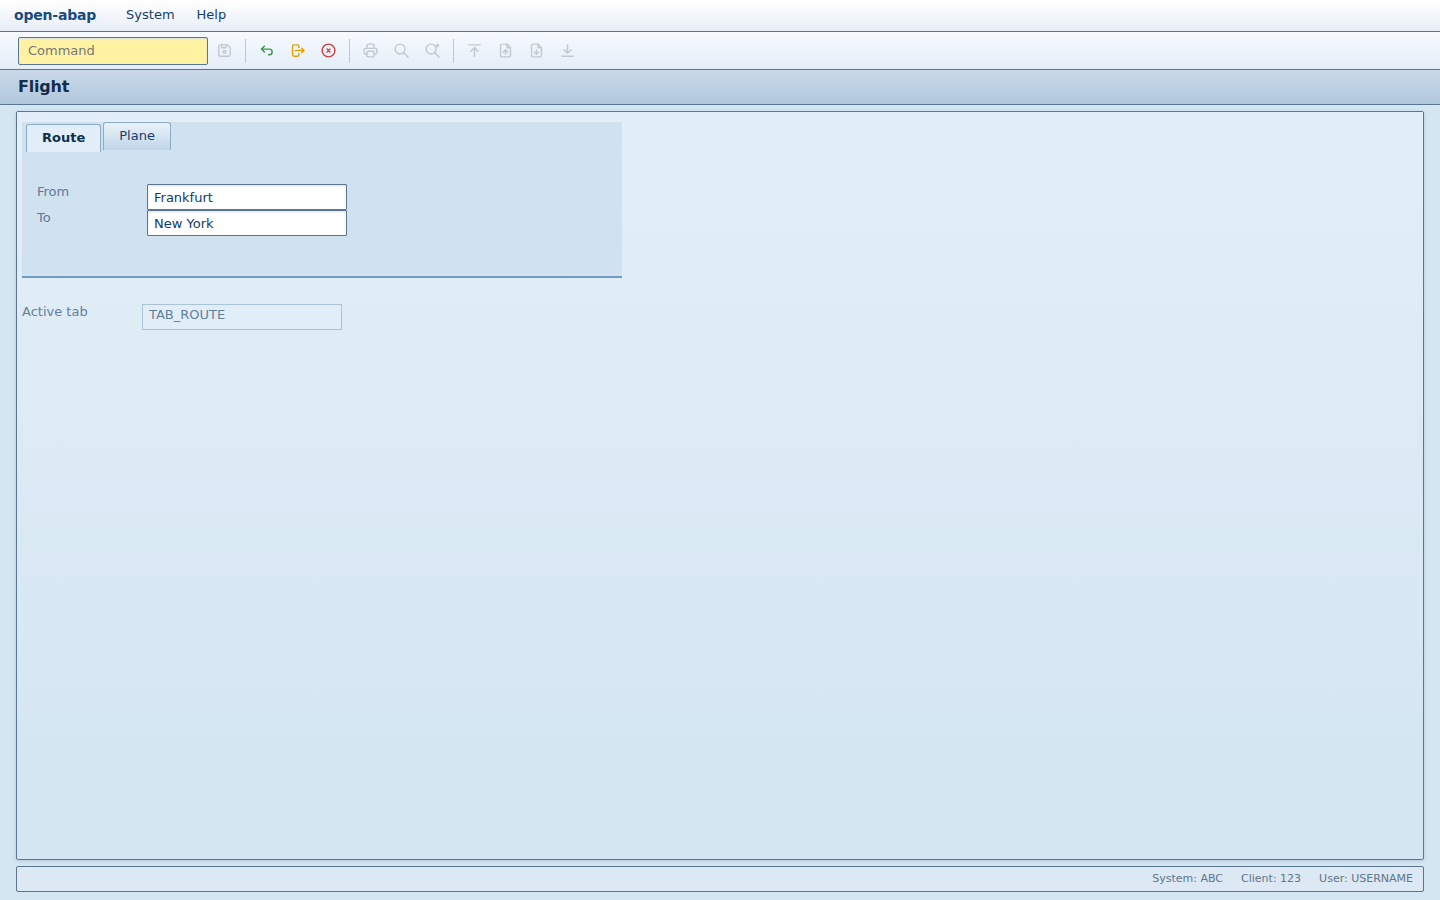 open-abap System Help
Command
Flight
Route Plane
From Frankfurt
To New York
Active tab TAB_ROUTE
System: ABC Client: 123 User: USERNAME